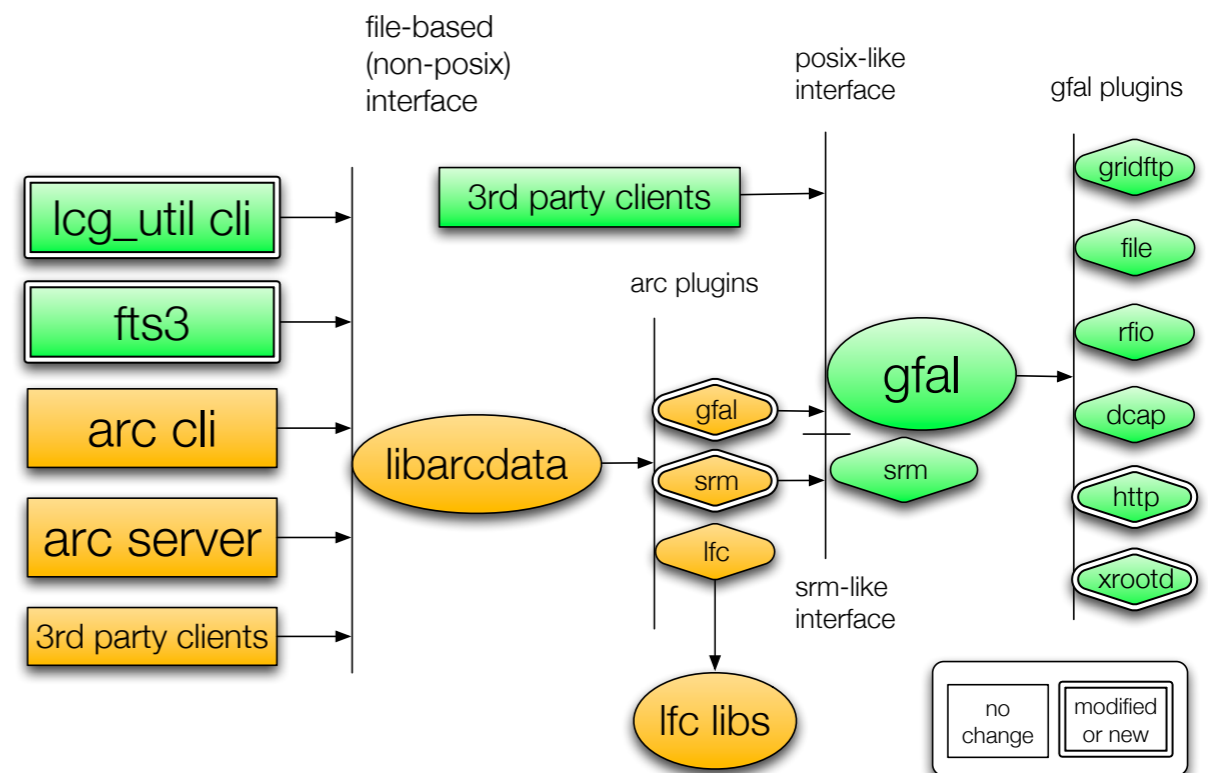 file-based
(non-posix)
interface
posix-like
interface
gfal plugins
lcg_util cli
fts3
arc cli
arc server
3rd party clients
libarcdata
3rd party clients
arc plugins
gfal
srm
lfc
lfc libs
gfal
srm
srm-like
interface
gridftp
file
rfio
dcap
http
xrootd
no
change
modified
or new